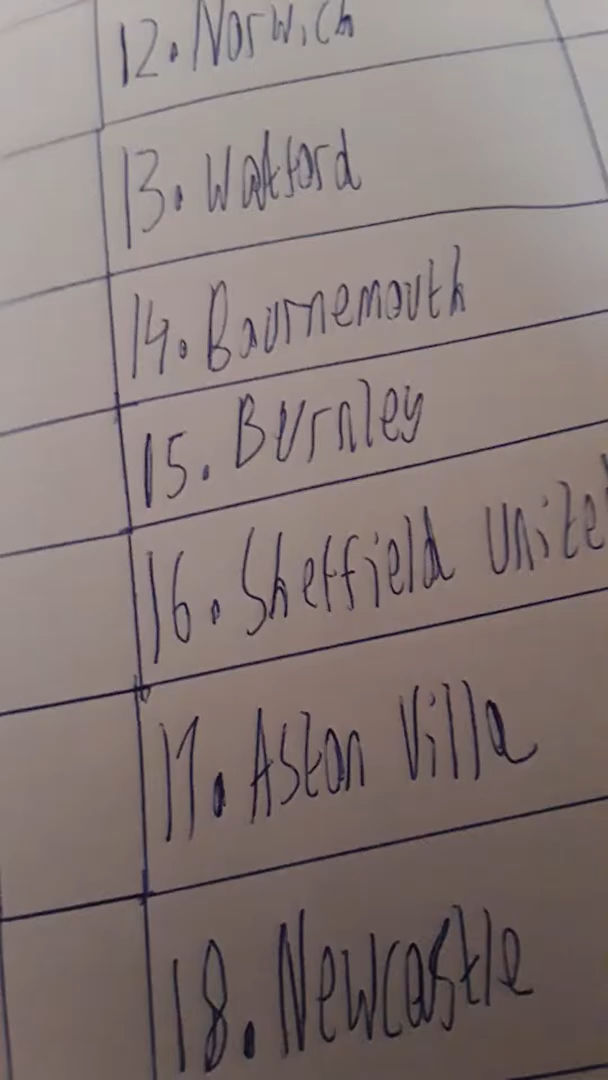 12. Norwich
13. Watford
14. Bournemouth
15. Burnley
16. Sheffield Unite
17. Aston Villa
18. Newcastle